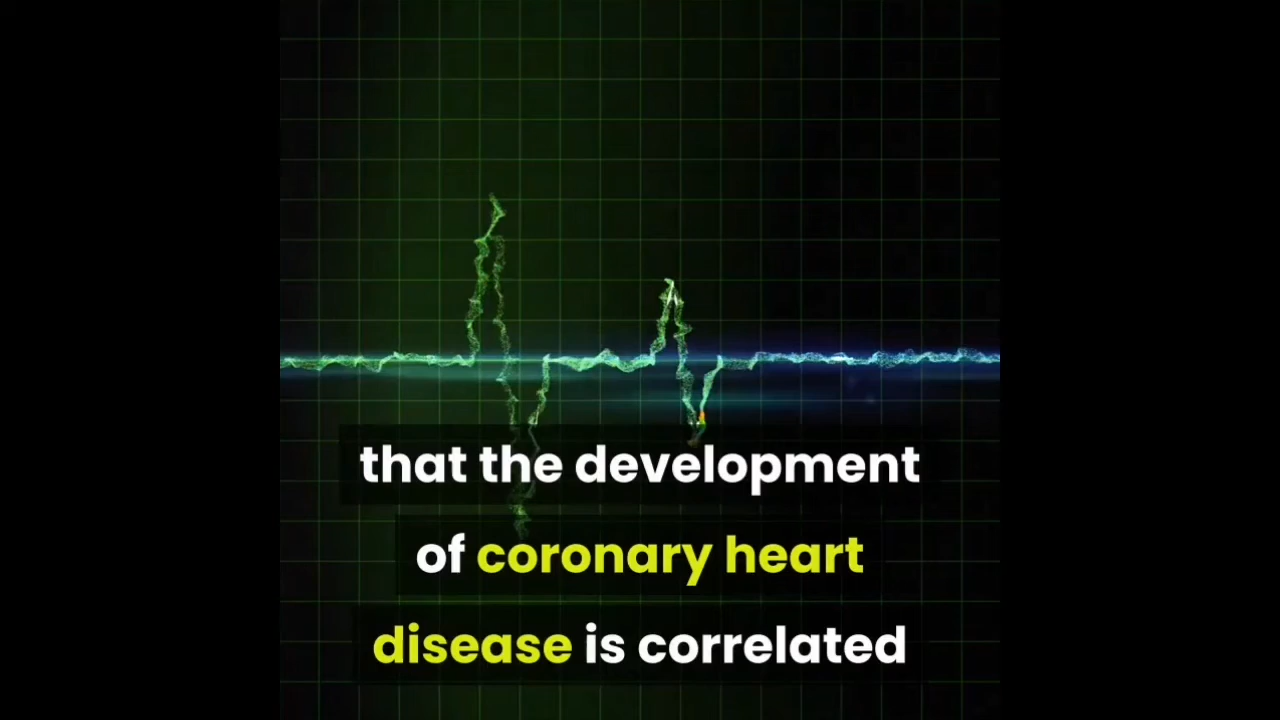 that the development
of coronary heart
disease is correlated